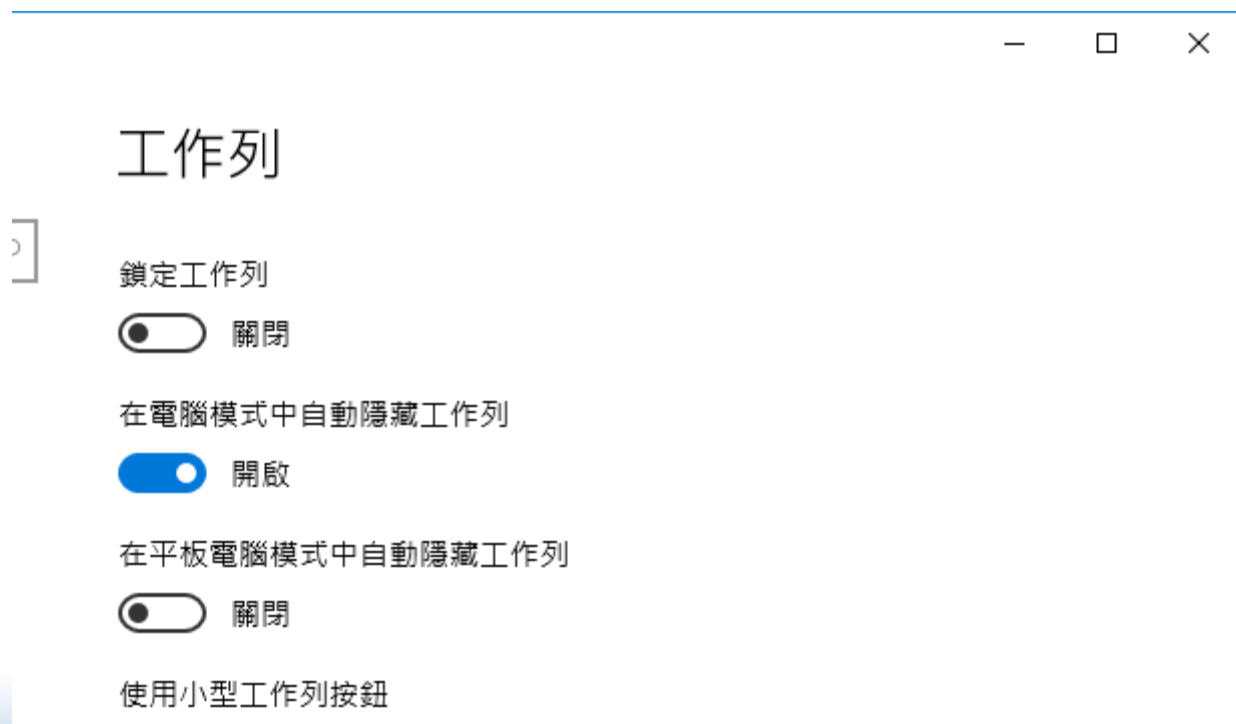 工作列
鎖定工作列
關閉
在電腦模式中自動隱藏工作列
開啟
在平板電腦模式中自動隱藏工作列
關閉
使用小型工作列按鈕